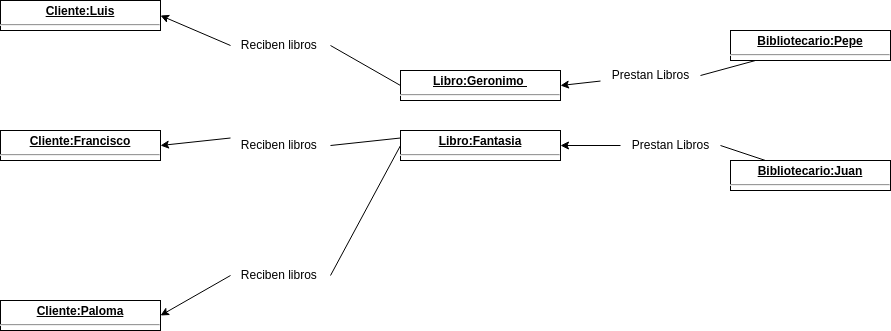 Cliente:Luis
Reciben libros
Bibliotecario:Pepe
Libro:Geronimo
Prestan Libros
Cliente:Francisco
Reciben libros
Libro:Fantasia
Prestan Libros
Bibliotecario:Juan
Reciben libros
Cliente:Paloma